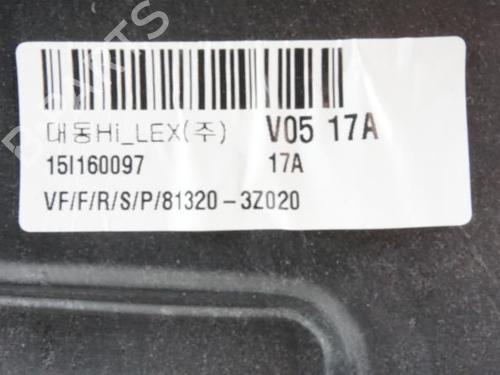 대동Hi_LEX(주) V05 17A
15I160097 17A
VF/F/R/S/P/81320-3Z020